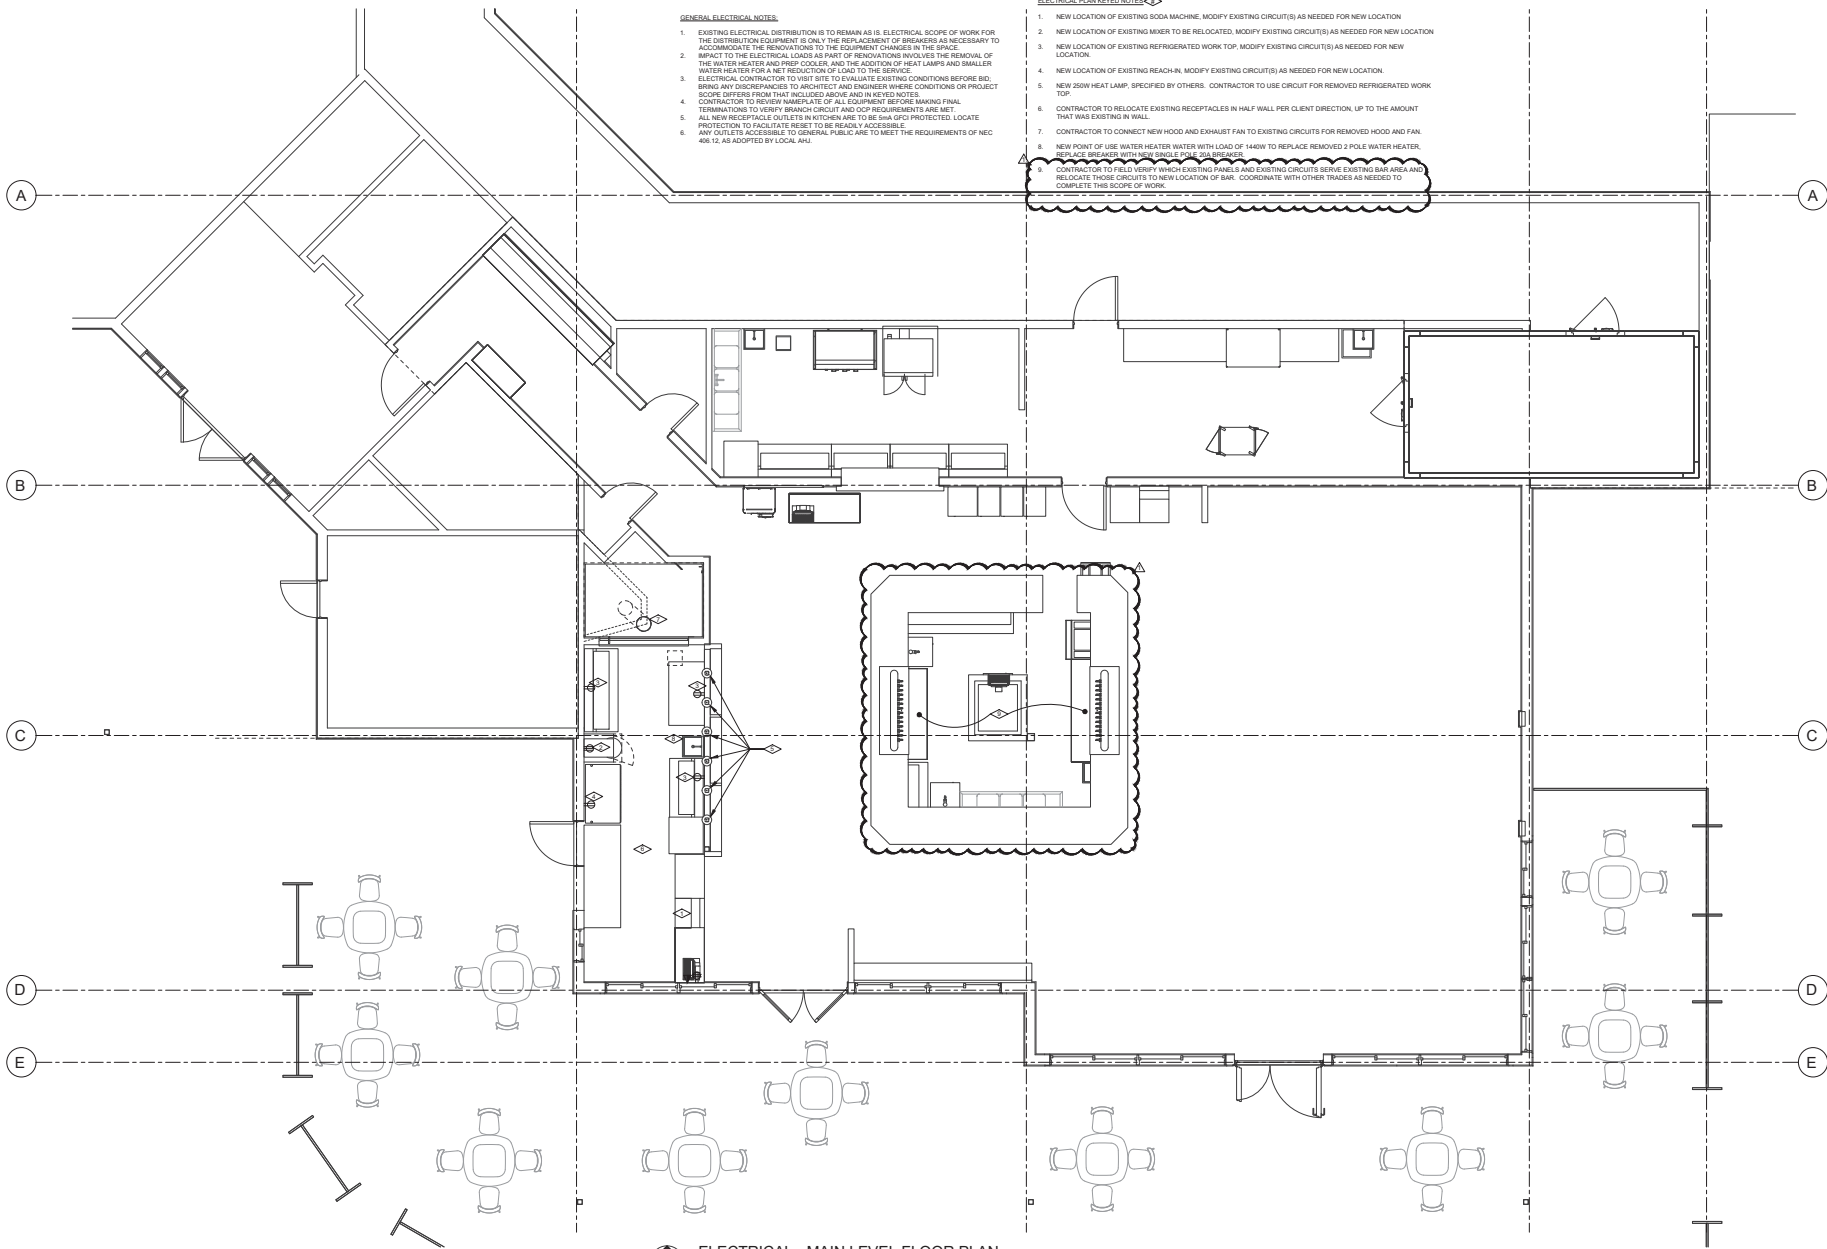 GENERAL ELECTRICAL NOTES:
1. EXISTING ELECTRICAL DISTRIBUTION IS TO REMAIN AS IS. ELECTRICAL SCOPE OF WORK FOR
THE DISTRIBUTION EQUIPMENT IS ONLY THE REPLACEMENT OF BREAKERS AS NECESSARY TO
ACCOMMODATE THE RENOVATIONS TO THE EQUIPMENT CHANGES IN THE SPACE.
2. IMPACT TO THE ELECTRICAL LOADS AS PART OF RENOVATIONS INVOLVES THE REMOVAL OF
THE WATER HEATER AND PREP COOLER, AND THE ADDITION OF HEAT LAMPS AND SMALLER
WATER HEATER FOR A NET REDUCTION OF LOAD TO THE SERVICE.
3. ELECTRICAL CONTRACTOR TO VISIT SITE TO EVALUATE EXISTING CONDITIONS BEFORE BID;
BRING ANY DISCREPANCIES TO ARCHITECT AND ENGINEER WHERE CONDITIONS OR PROJECT
SCOPE DIFFERS FROM THAT INCLUDED ABOVE AND IN KEYED NOTES.
4. CONTRACTOR TO REVIEW NAMEPLATE OF ALL EQUIPMENT BEFORE MAKING FINAL
TERMINATIONS TO VERIFY BRANCH CIRCUIT AND OCP REQUIREMENTS ARE MET.
5. ALL NEW RECEPTACLE OUTLETS IN KITCHEN ARE TO BE 5mA GFCI PROTECTED. LOCATE
PROTECTION TO FACILITATE RESET TO BE READILY ACCESSIBLE.
6. ANY OUTLETS ACCESSIBLE TO GENERAL PUBLIC ARE TO MEET THE REQUIREMENTS OF NEC
406.12, AS ADOPTED BY LOCAL AHJ.
ELECTRICAL PLAN KEYED NOTES
1. NEW LOCATION OF EXISTING SODA MACHINE, MODIFY EXISTING CIRCUIT(S) AS NEEDED FOR NEW LOCATION
2. NEW LOCATION OF EXISTING MIXER TO BE RELOCATED, MODIFY EXISTING CIRCUIT(S) AS NEEDED FOR NEW LOCATION
3. NEW LOCATION OF EXISTING REFRIGERATED WORK TOP, MODIFY EXISTING CIRCUIT(S) AS NEEDED FOR NEW
LOCATION.
4. NEW LOCATION OF EXISTING REACH-IN, MODIFY EXISTING CIRCUIT(S) AS NEEDED FOR NEW LOCATION.
5. NEW 250W HEAT LAMP, SPECIFIED BY OTHERS. CONTRACTOR TO USE CIRCUIT FOR REMOVED REFRIGERATED WORK
TOP.
6. CONTRACTOR TO RELOCATE EXISTING RECEPTACLES IN HALF WALL PER CLIENT DIRECTION, UP TO THE AMOUNT
THAT WAS EXISTING IN WALL.
7. CONTRACTOR TO CONNECT NEW HOOD AND EXHAUST FAN TO EXISTING CIRCUITS FOR REMOVED HOOD AND FAN.
8. NEW POINT OF USE WATER HEATER WATER WITH LOAD OF 1440W TO REPLACE REMOVED 2 POLE WATER HEATER,
REPLACE BREAKER WITH NEW SINGLE POLE 20A BREAKER.
9. CONTRACTOR TO FIELD VERIFY WHICH EXISTING PANELS AND EXISTING CIRCUITS SERVE EXISTING BAR AREA AND
RELOCATE THOSE CIRCUITS TO NEW LOCATION OF BAR. COORDINATE WITH OTHER TRADES AS NEEDED TO
COMPLETE THIS SCOPE OF WORK.
A A
B B
7
3 3
9
C C
8
2 5
3
4
6
1
D D
E E
ELECTRICAL - MAIN LEVEL FLOOR PLAN